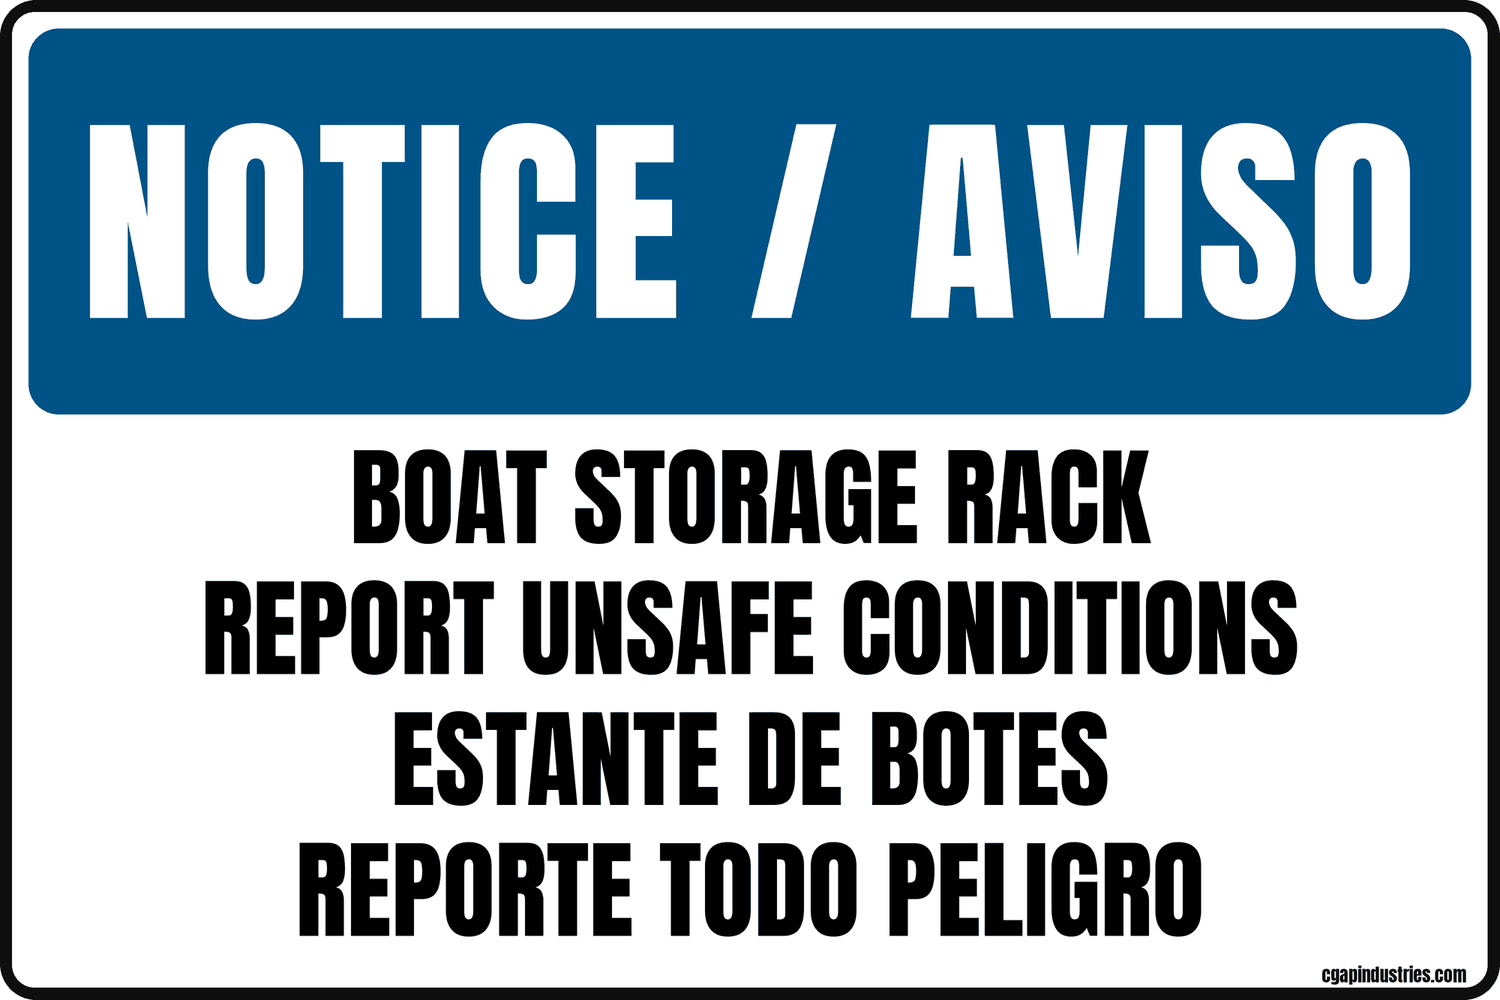 NOTICE / AVISO
BOAT STORAGE RACK
REPORT UNSAFE CONDITIONS
ESTANTE DE BOTES
REPORTE TODO PELIGRO
cgapindustries.com